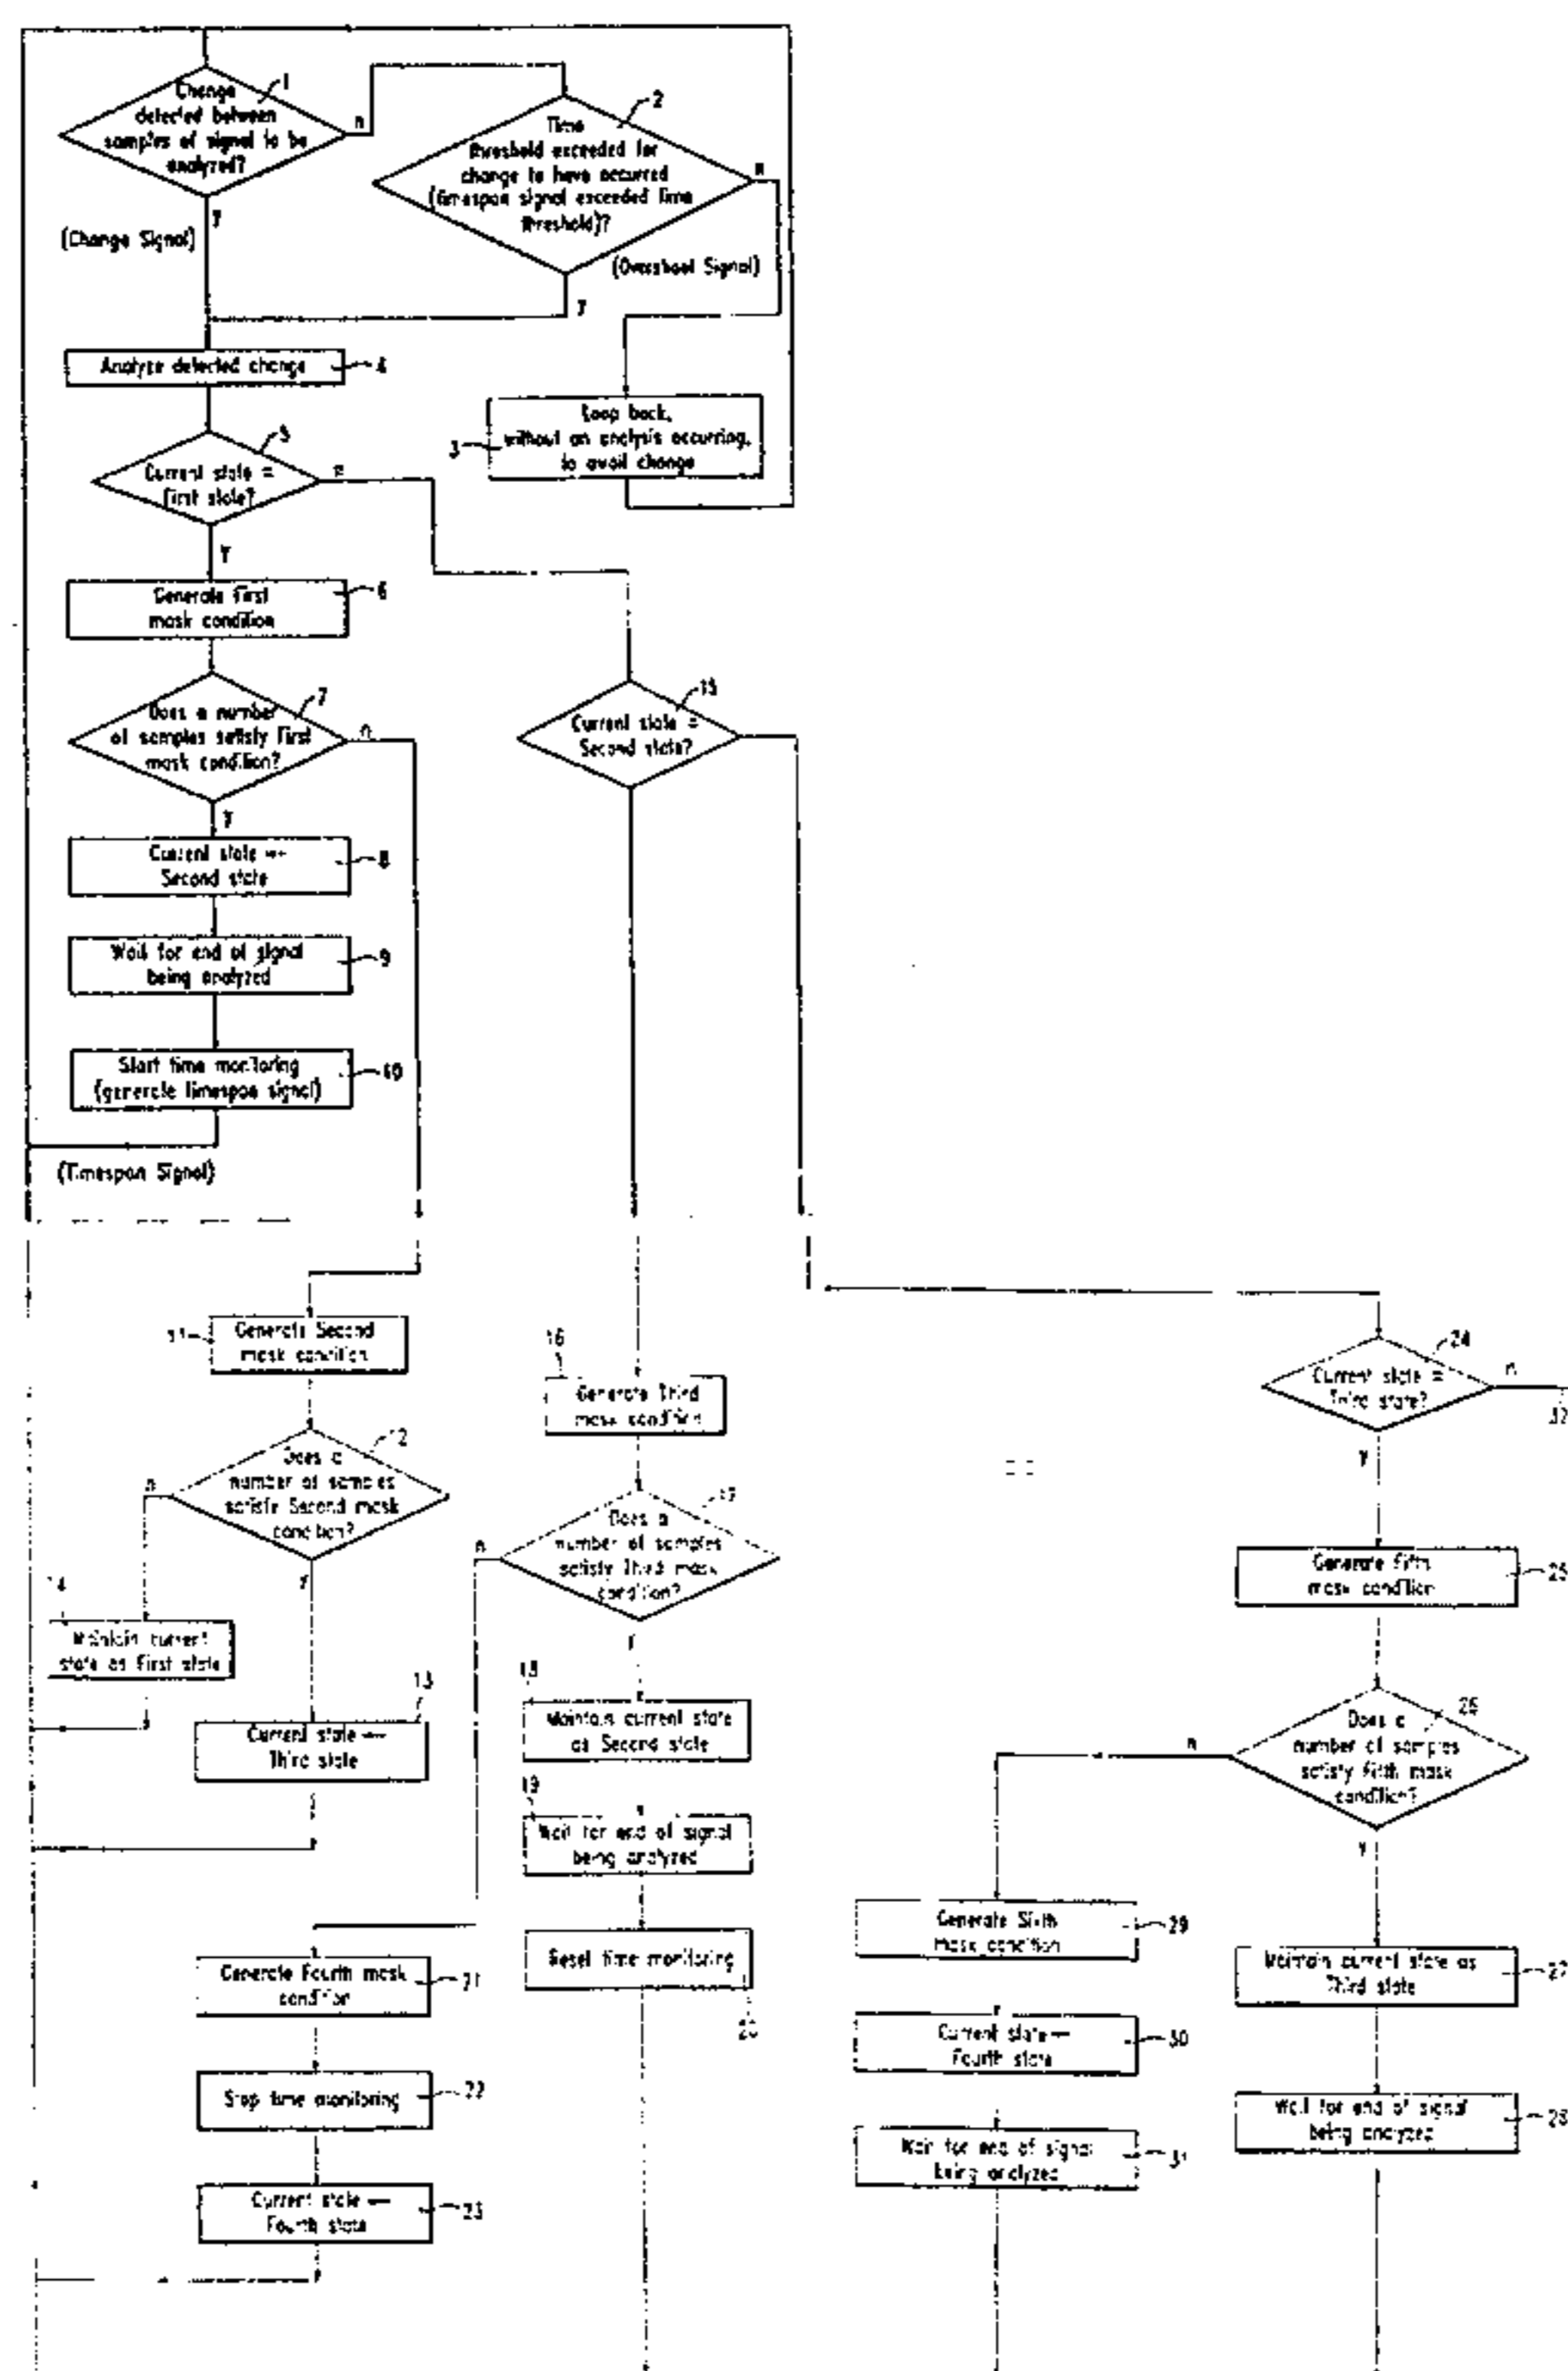 Change
detected between
samples of signal to be
analyzed?
1
n
Y
(Change Signal)
Time
threshold exceeded for
change to have occurred
(timespan signal exceeded time
threshold)?
2
n
(Overshoot Signal)
Y
Analyze detected change
4
Loop back,
without an analysis occurring,
to await change
3
Current state =
First state?
5
n
Y
Generate First
mask condition
6
Does a number
of samples satisfy First
mask condition?
7
n
Y
Current state =
Second state?
15
Current state ←
Second state
8
Wait for end of signal
being analyzed
9
Start time monitoring
(generate timespan signal)
10
(Timespan Signal)
11
Generate Second
mask condition
16
Generate Third
mask condition
Current state =
Third state?
24
n
32
Y
Does a
number of samples
satisfy Second mask
condition?
12
n
Y
Does a
number of samples
satisfy Third mask
condition?
17
n
Y
Generate Fifth
mask condition
25
14
Maintain current
state as First state
13
Current state ←
Third state
18
Maintain current state
as Second state
Does a
number of samples
satisfy Fifth mask
condition?
26
n
Y
19
Wait for end of signal
being analyzed
Generate Sixth
mask condition
29
Reset time monitoring
20
Generate Fourth mask
condition
21
Maintain current state as
Third state
27
Current state ←
Fourth state
30
Stop time monitoring
22
Wait for end of signal
being analyzed
28
Wait for end of signal
being analyzed
31
Current state ←
Fourth state
23